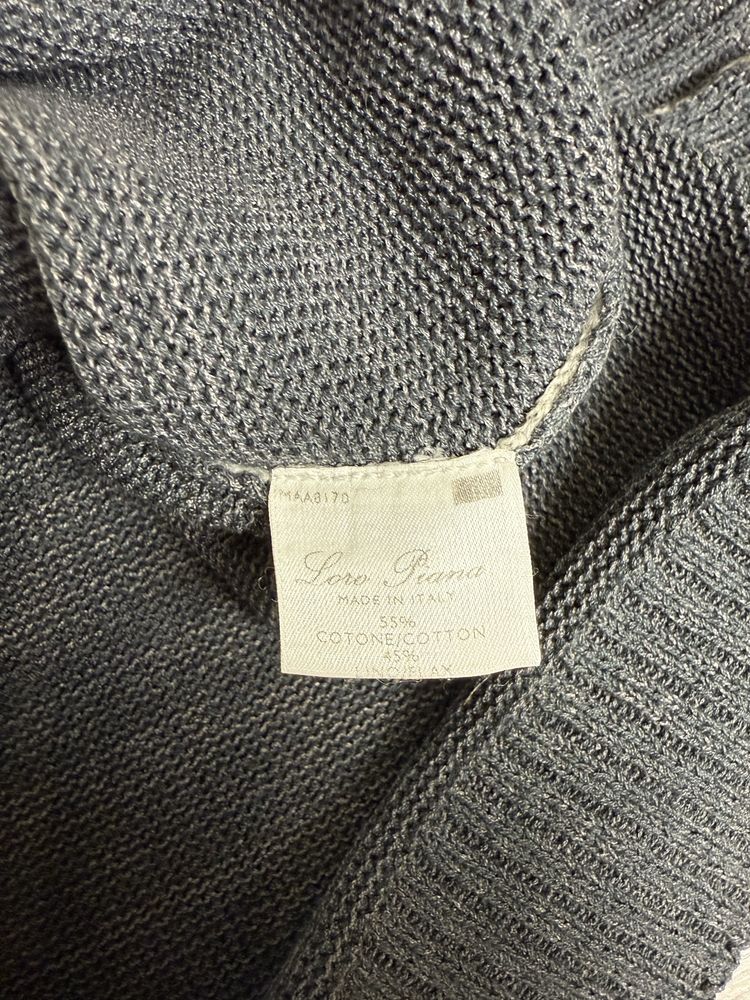 MAA8170
Loro Piana
MADE IN ITALY
55%
COTONE/COTTON
45%
LINO/FLAX